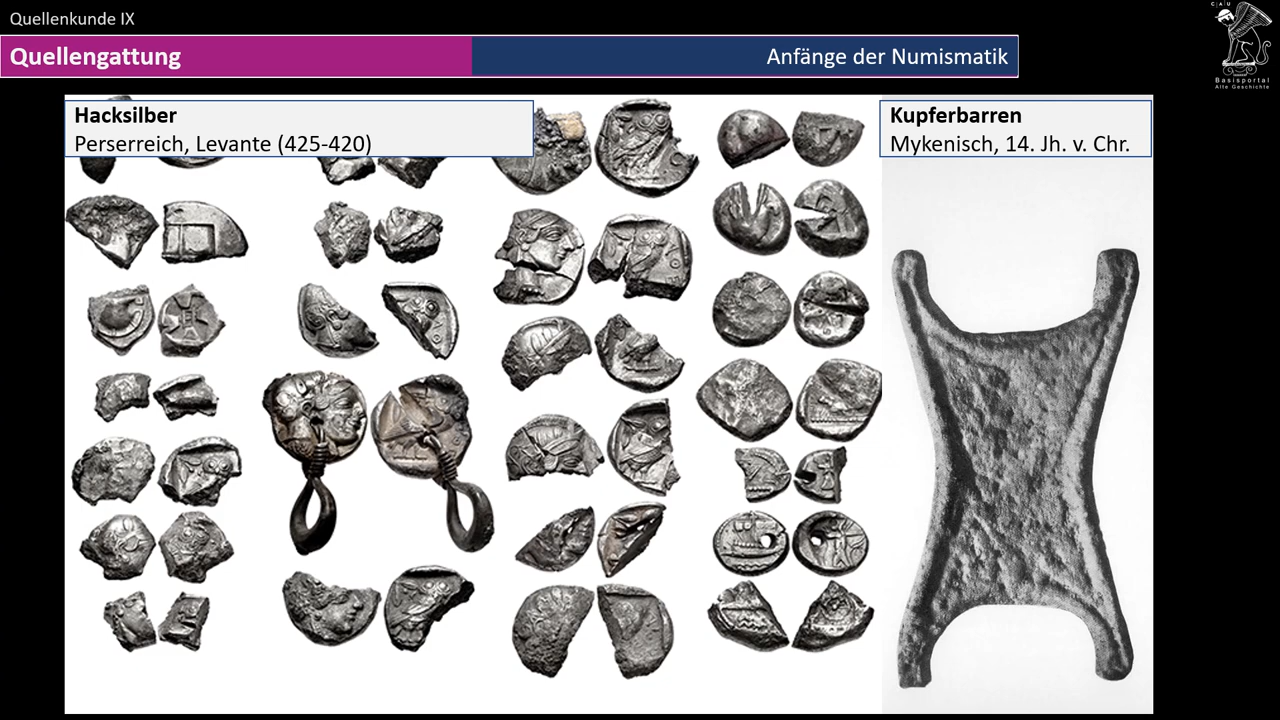 Quellenkunde IX
Quellengattung
Anfänge der Numismatik
CAU
Basisportal
Alte Geschichte
Hacksilber
Perserreich, Levante (425-420)
Kupferbarren
Mykenisch, 14. Jh. v. Chr.